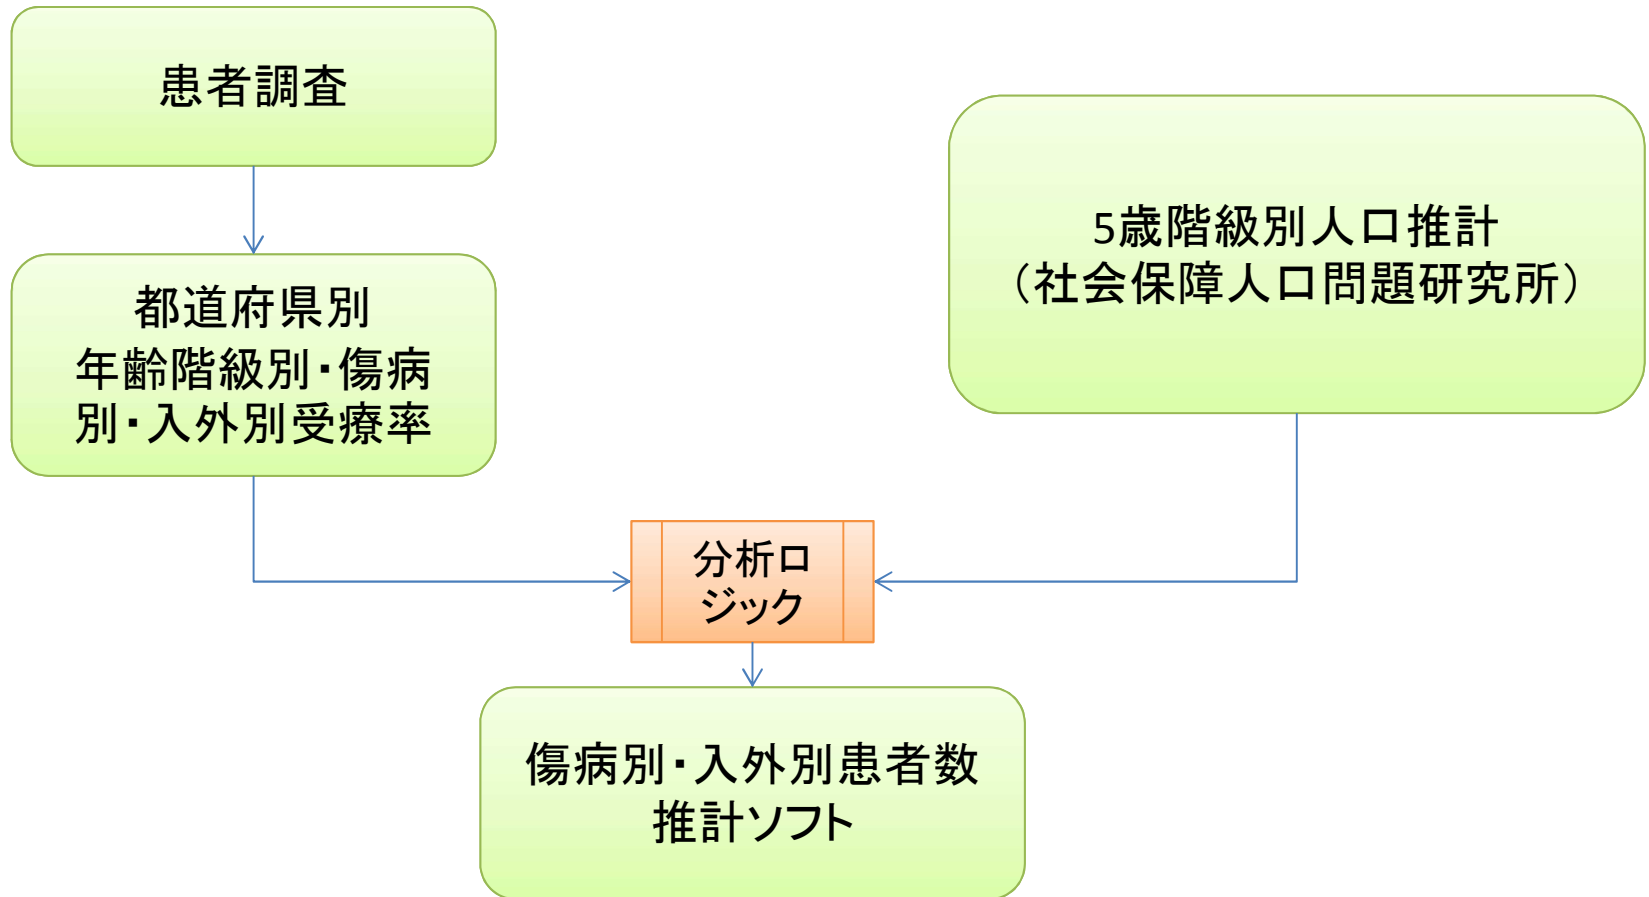 患者調査
都道府県別
年齢階級別・傷病
別・入外別受療率
5歳階級別人口推計
（社会保障人口問題研究所）
分析ロ
ジック
傷病別・入外別患者数
推計ソフト